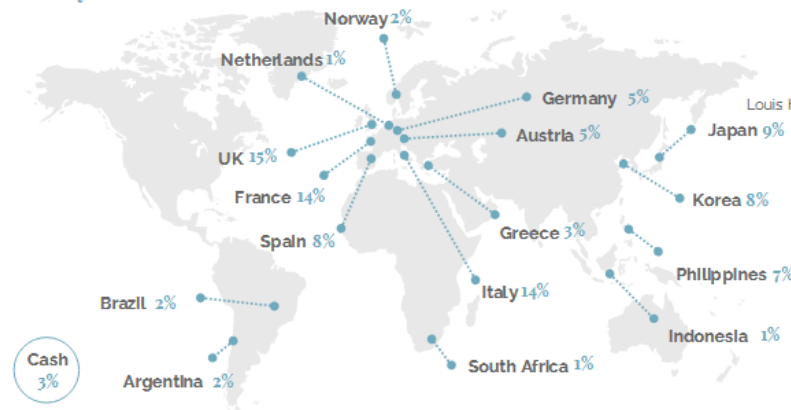 Norway 2%
Netherlands 1%
Germany 5%
Louis
Austria 5%
Japan 9%
UK 15%
France 14%
Korea 8%
Spain 8%
Greece 3%
Philippines 7%
Italy 14%
Brazil 2%
Indonesia 1%
Cash
3%
South Africa 1%
Argentina 2%